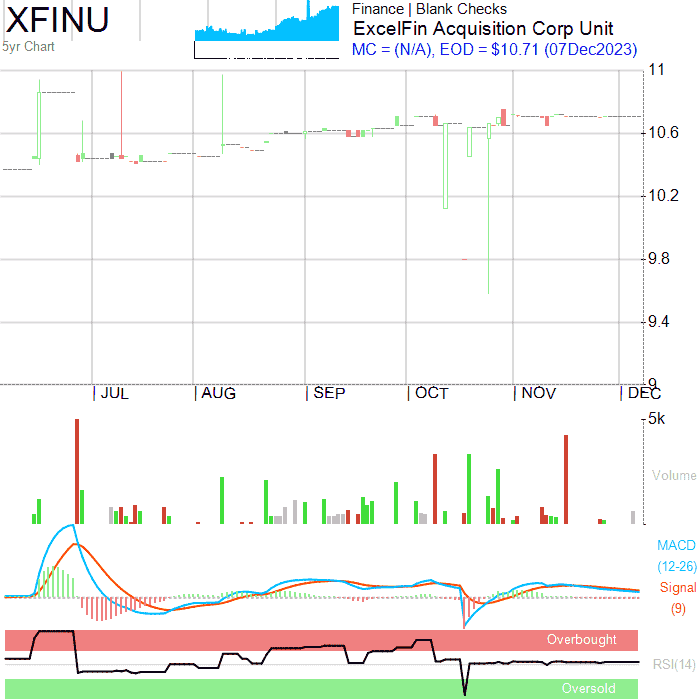 XFINU
5yr Chart
Finance | Blank Checks
ExcelFin Acquisition Corp Unit
MC = (N/A), EOD = $10.71 (07Dec2023)
11
10.6
10.2
9.8
9.4
9
JUL AUG SEP OCT NOV DEC
5k
Volume
MACD
(12-26)
Signal
(9)
Overbought
RSI(14)
Oversold